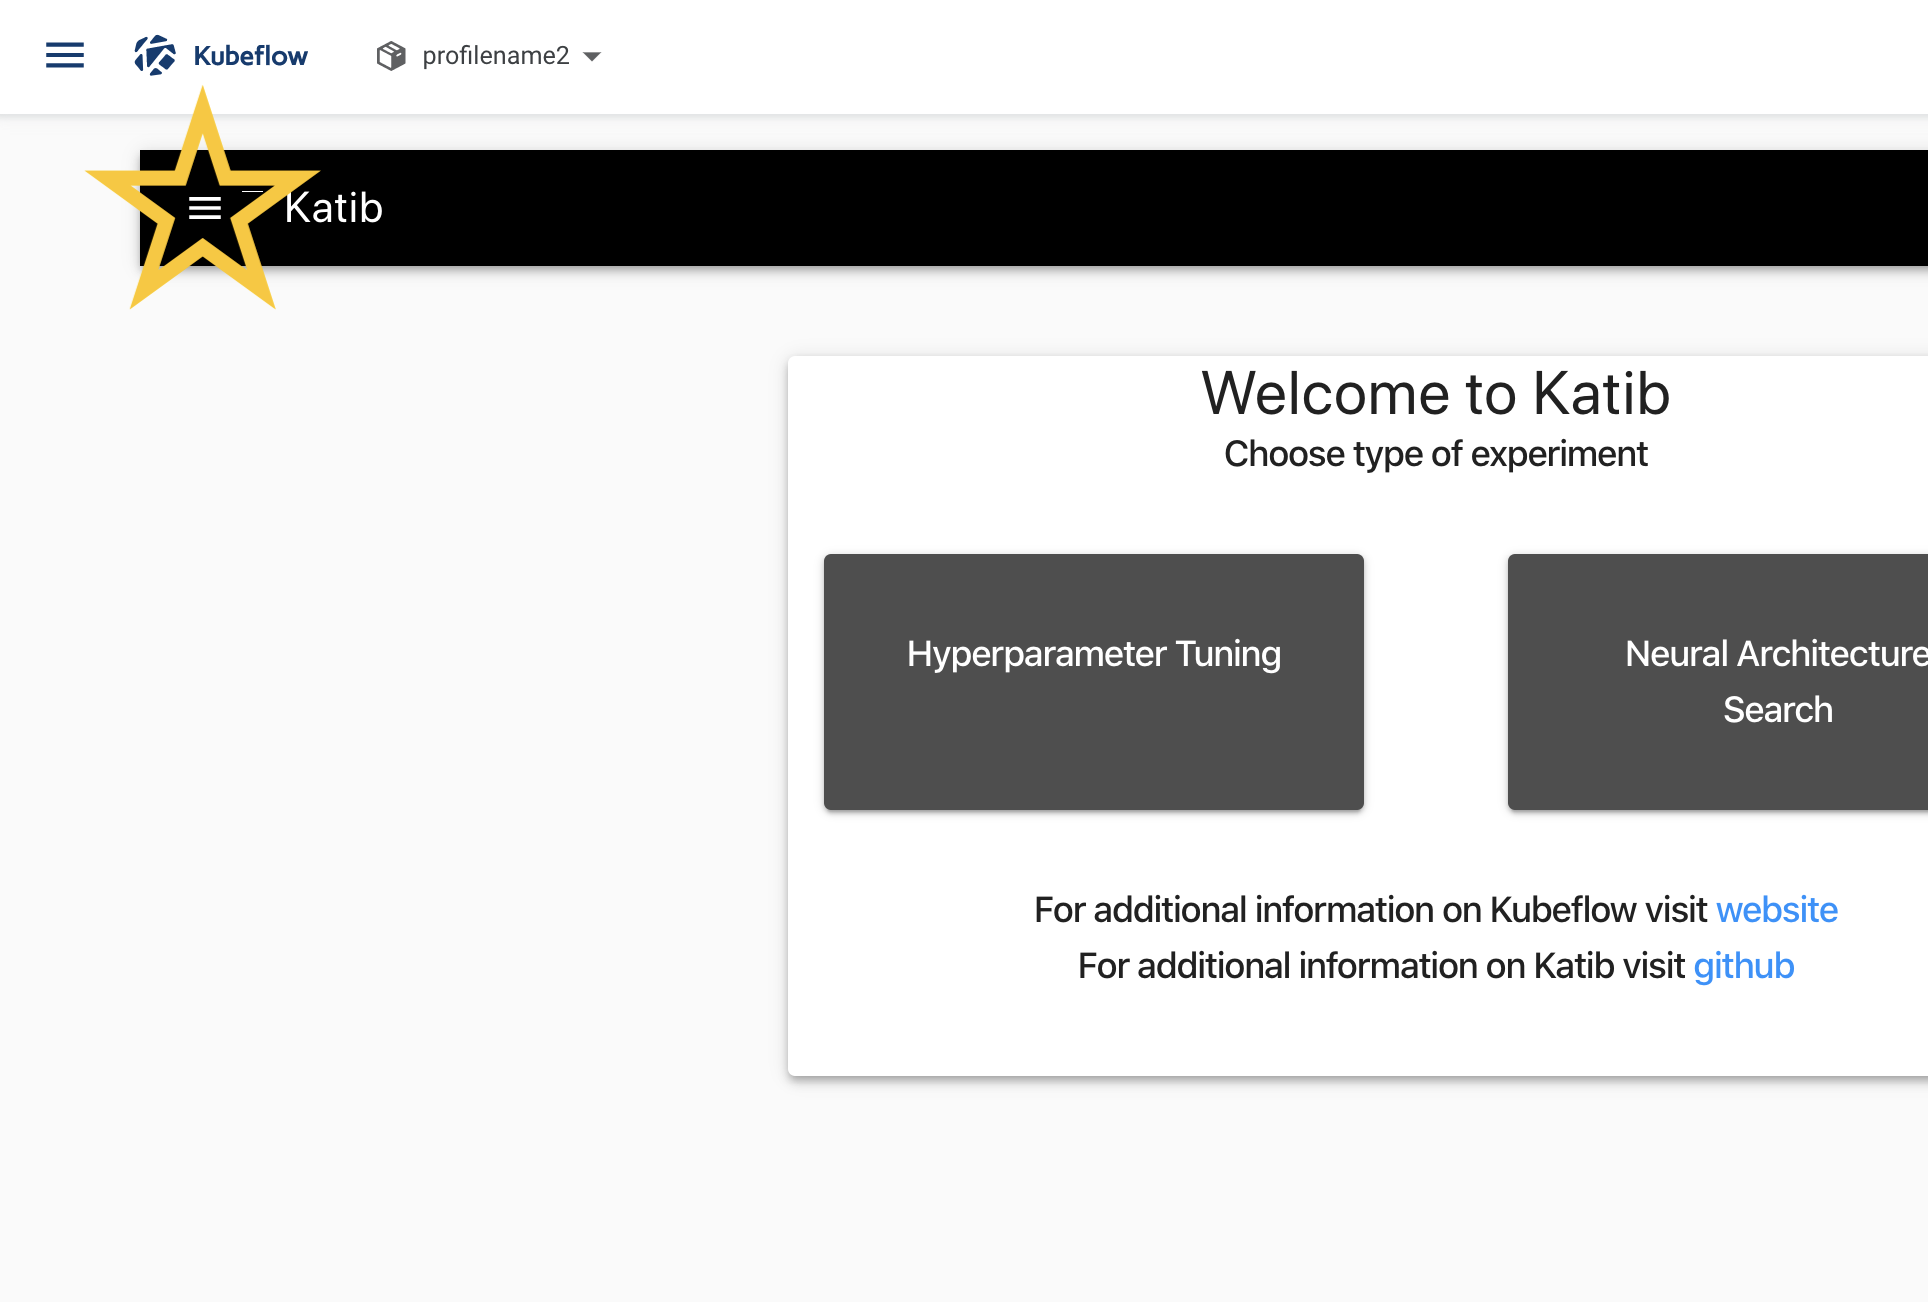 Kubeflow
profilename2
Katib
Welcome to Katib
Choose type of experiment
Hyperparameter Tuning
Neural Architecture
Search
For additional information on Kubeflow visit website
For additional information on Katib visit github